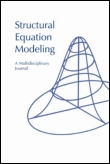 Structural
Equation
Modeling
A Multidisciplinary
Journal